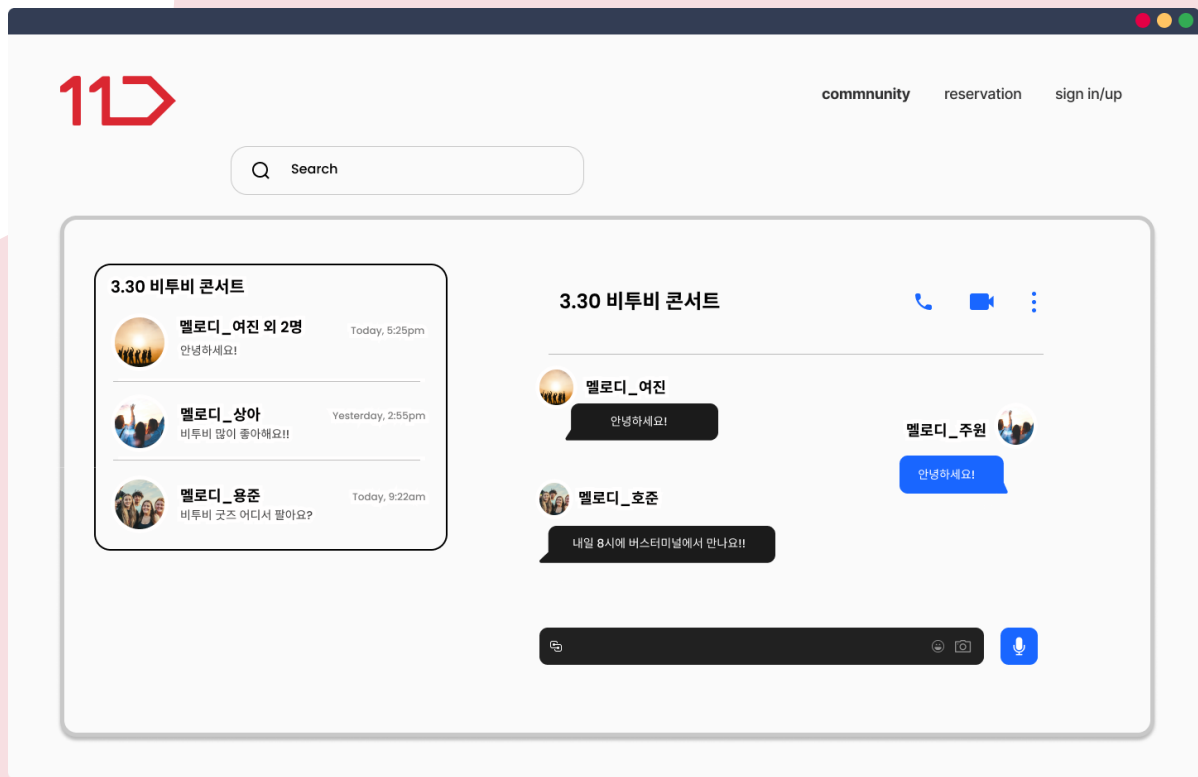 11
commnunity reservation sign in/up
Search
3.30 비투비 콘서트
멜로디_여진 외 2명 Today, 5:25pm
안녕하세요!
멜로디_상아 Yesterday, 2:55pm
비투비 많이 좋아해요!!
멜로디_용준 Today, 9:22am
비투비 굿즈 어디서 팔아요?
3.30 비투비 콘서트
멜로디_여진
안녕하세요!
멜로디_주원
안녕하세요!
멜로디_호준
내일 8시에 버스터미널에서 만나요!!